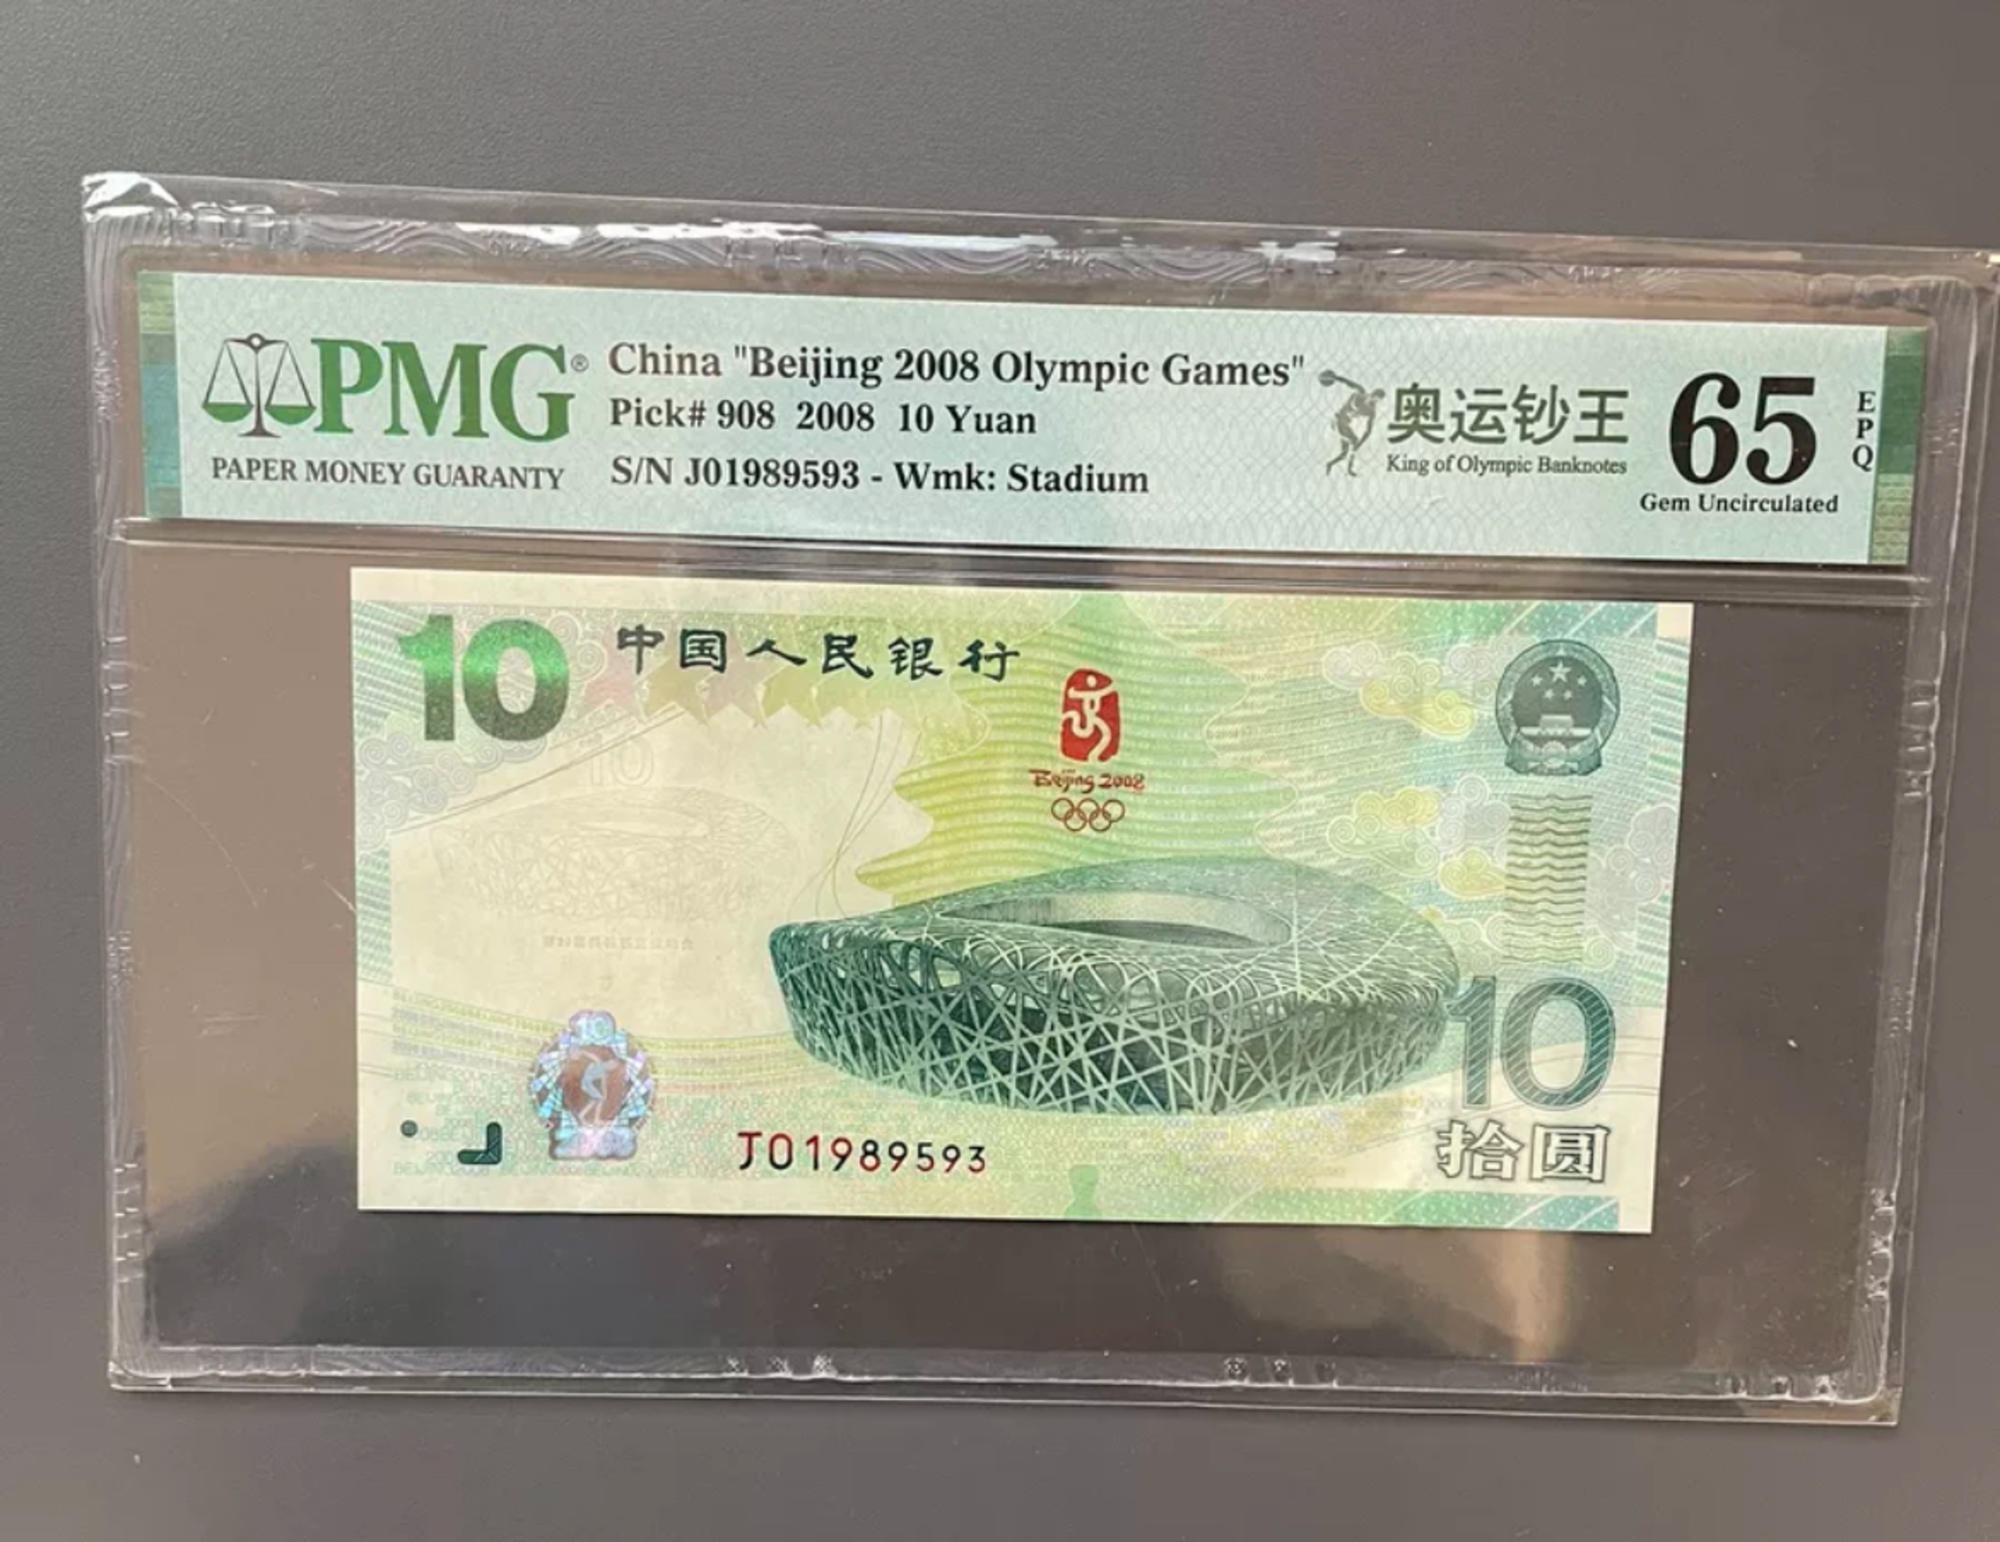 PMG®
PAPER MONEY GUARANTY
China "Beijing 2008 Olympic Games"
Pick# 908 2008 10 Yuan
S/N J01989593 - Wmk: Stadium
奥运钞王
King of Olympic Banknotes
65
EPQ
Gem Uncirculated
10
中国人民银行
10
Beijing 2008
10
10
J01989593
拾圆